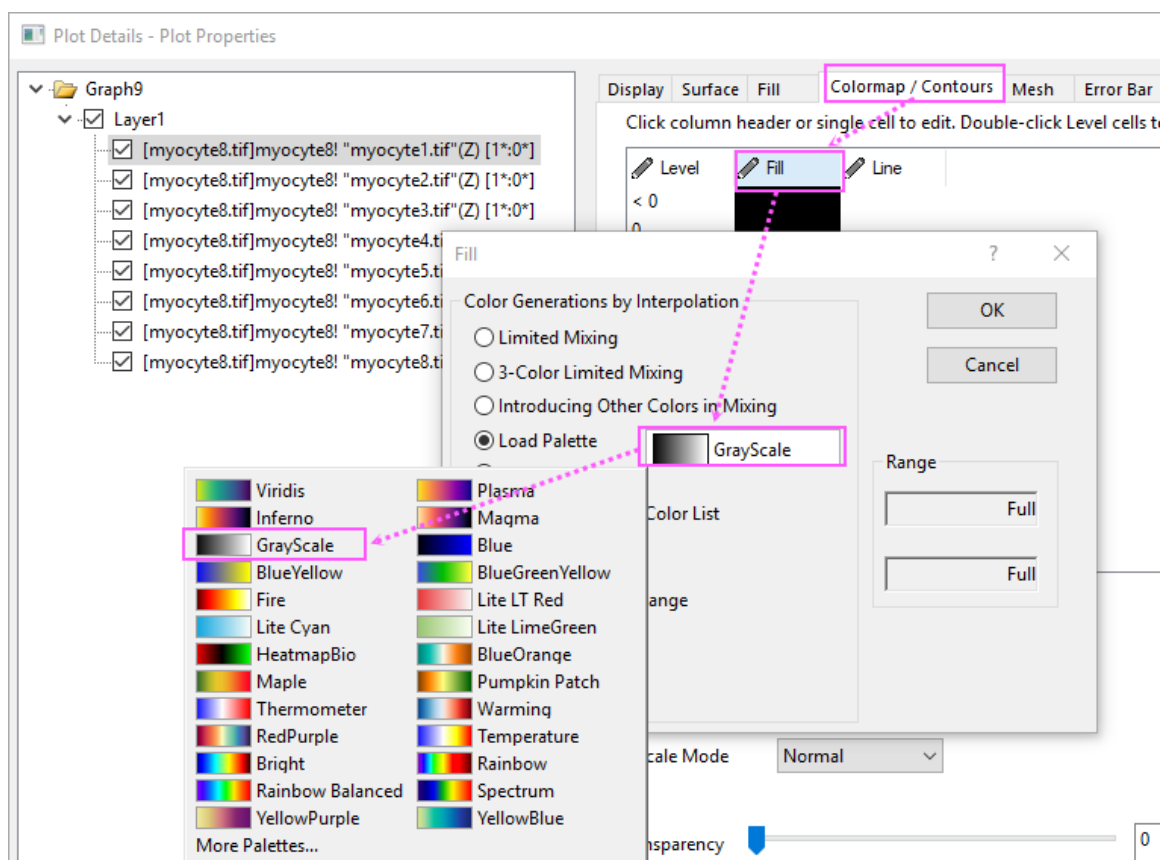 Plot Details - Plot Properties
Graph9
Layer1
[myocyte8.tif]myocyte8! "myocyte1.tif"(Z) [1*:0*]
[myocyte8.tif]myocyte8! "myocyte2.tif"(Z) [1*:0*]
[myocyte8.tif]myocyte8! "myocyte3.tif"(Z) [1*:0*]
[myocyte8.tif]myocyte8! "myocyte4.ti
[myocyte8.tif]myocyte8! "myocyte5.ti
[myocyte8.tif]myocyte8! "myocyte6.ti
[myocyte8.tif]myocyte8! "myocyte7.ti
[myocyte8.tif]myocyte8! "myocyte8.ti
Display Surface Fill Colormap / Contours Mesh Error Bar
Click column header or single cell to edit. Double-click Level cells to
Level Fill Line
< 0
0
Fill ?
Color Generations by Interpolation
Limited Mixing
3-Color Limited Mixing
Introducing Other Colors in Mixing
Load Palette GrayScale
OK
Cancel
Range
Full
Full
Color List
ange
Viridis Plasma
Inferno Magma
GrayScale Blue
BlueYellow BlueGreenYellow
Fire Lite LT Red
Lite Cyan Lite LimeGreen
HeatmapBio BlueOrange
Maple Pumpkin Patch
Thermometer Warming
RedPurple Temperature
Bright Rainbow
Rainbow Balanced Spectrum
YellowPurple YellowBlue
More Palettes...
cale Mode Normal
nsparency 0